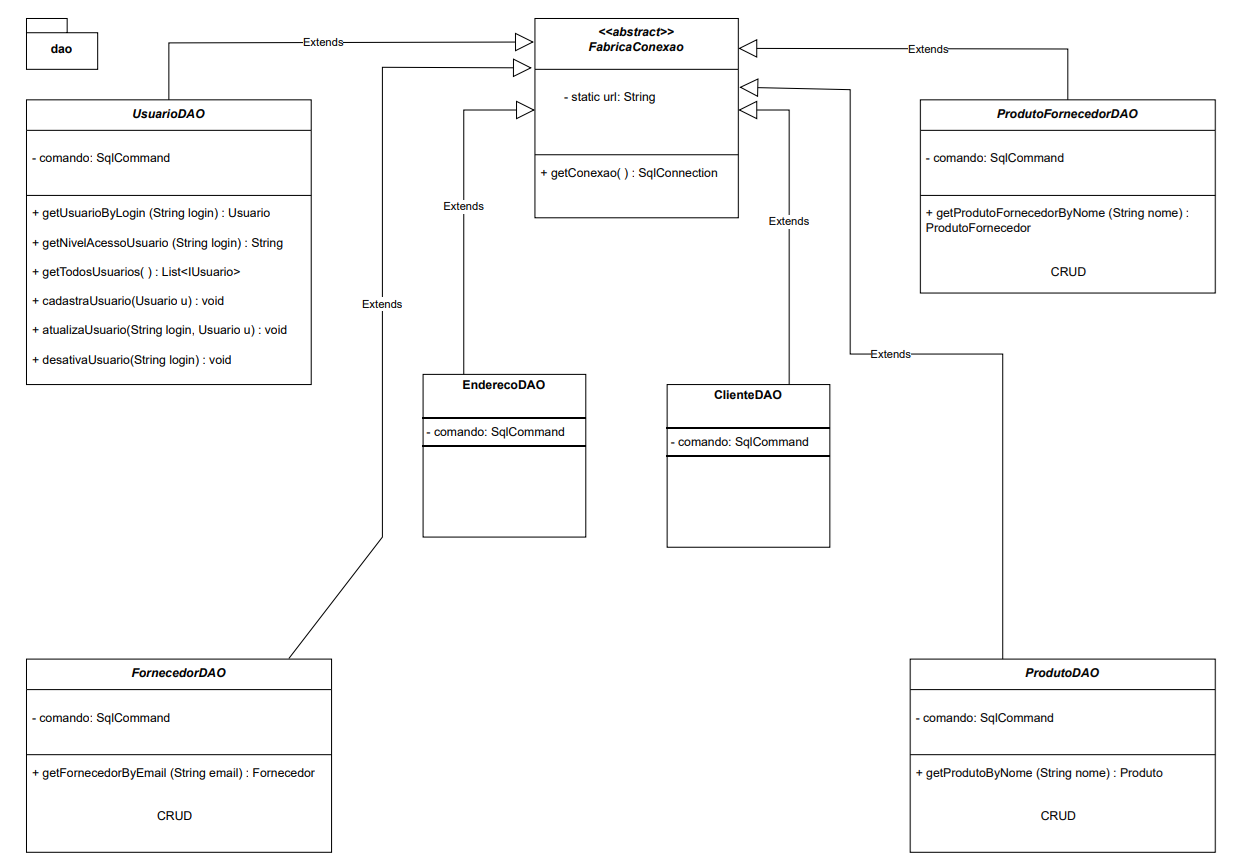 dao
<<abstract>>
FabricaConexao
- static url: String
+ getConexao( ) : SqlConnection
Extends
Extends
Extends
Extends
Extends
Extends
UsuarioDAO
- comando: SqlCommand
+ getUsuarioByLogin (String login) : Usuario
+ getNivelAcessoUsuario (String login) : String
+ getTodosUsuarios( ) : List<IUsuario>
+ cadastraUsuario(Usuario u) : void
+ atualizaUsuario(String login, Usuario u) : void
+ desativaUsuario(String login) : void
ProdutoFornecedorDAO
- comando: SqlCommand
+ getProdutoFornecedorByNome (String nome) :
ProdutoFornecedor
CRUD
EnderecoDAO
- comando: SqlCommand
ClienteDAO
- comando: SqlCommand
FornecedorDAO
- comando: SqlCommand
+ getFornecedorByEmail (String email) : Fornecedor
CRUD
ProdutoDAO
- comando: SqlCommand
+ getProdutoByNome (String nome) : Produto
CRUD